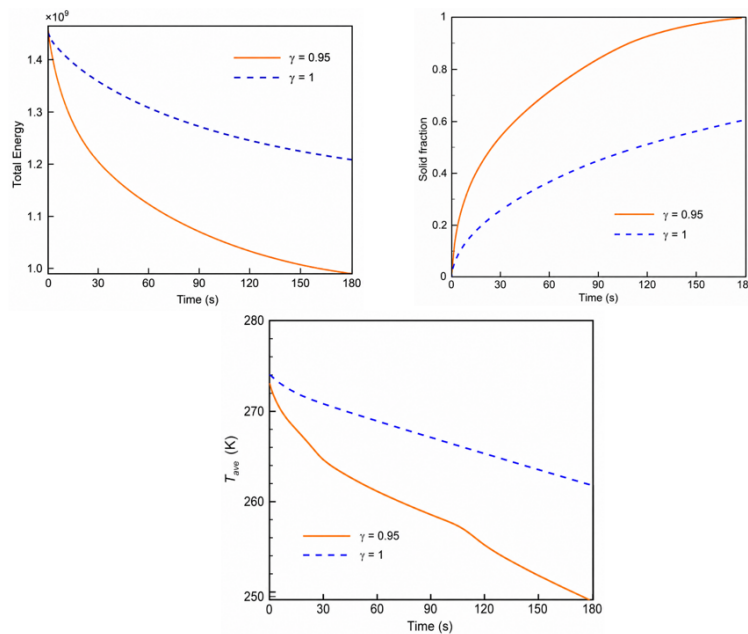 ×10⁹
1.4
1.3
1.2
1.1
1.0
Total Energy
γ = 0.95
γ = 1
0 30 60 90 120 150 180
Time (s)
1
0.8
0.6
0.4
0.2
0
Solid fraction
γ = 0.95
γ = 1
0 30 60 90 120 150 180
Time (s)
280
270
260
250
T_ave (K)
γ = 0.95
γ = 1
0 30 60 90 120 150 180
Time (s)